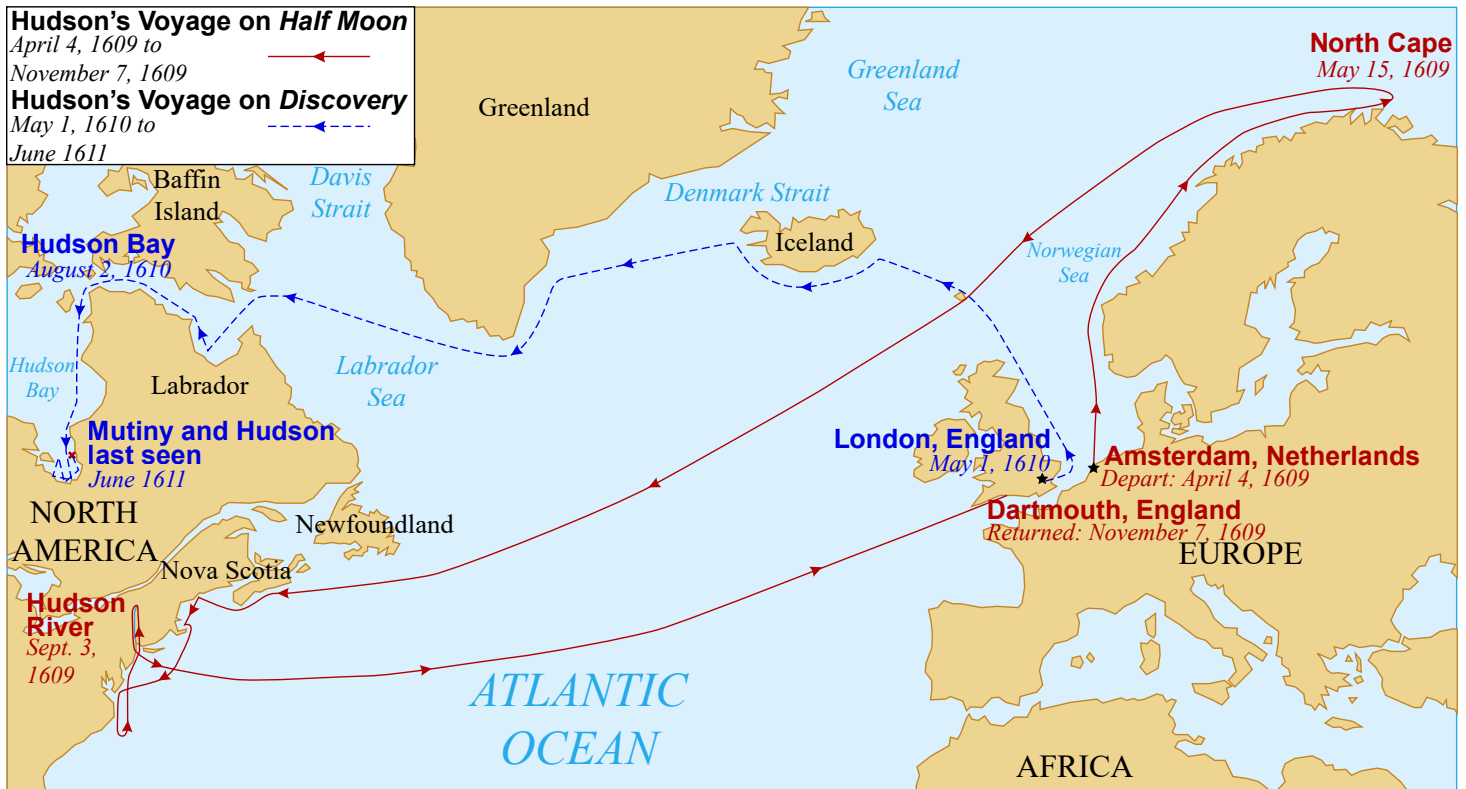 Hudson's Voyage on Half Moon
April 4, 1609 to
November 7, 1609
Hudson's Voyage on Discovery
May 1, 1610 to
June 1611
Greenland
Greenland
Sea
North Cape
May 15, 1609
Baffin
Island
Davis
Strait
Denmark Strait
Iceland
Norwegian
Sea
Hudson Bay
August 2, 1610
Hudson
Bay
Labrador
Labrador
Sea
Mutiny and Hudson
last seen
June 1611
London, England
May 1, 1610
Amsterdam, Netherlands
Depart: April 4, 1609
Dartmouth, England
Returned: November 7, 1609
NORTH
AMERICA
Newfoundland
Nova Scotia
EUROPE
Hudson
River
Sept. 3,
1609
ATLANTIC
OCEAN
AFRICA